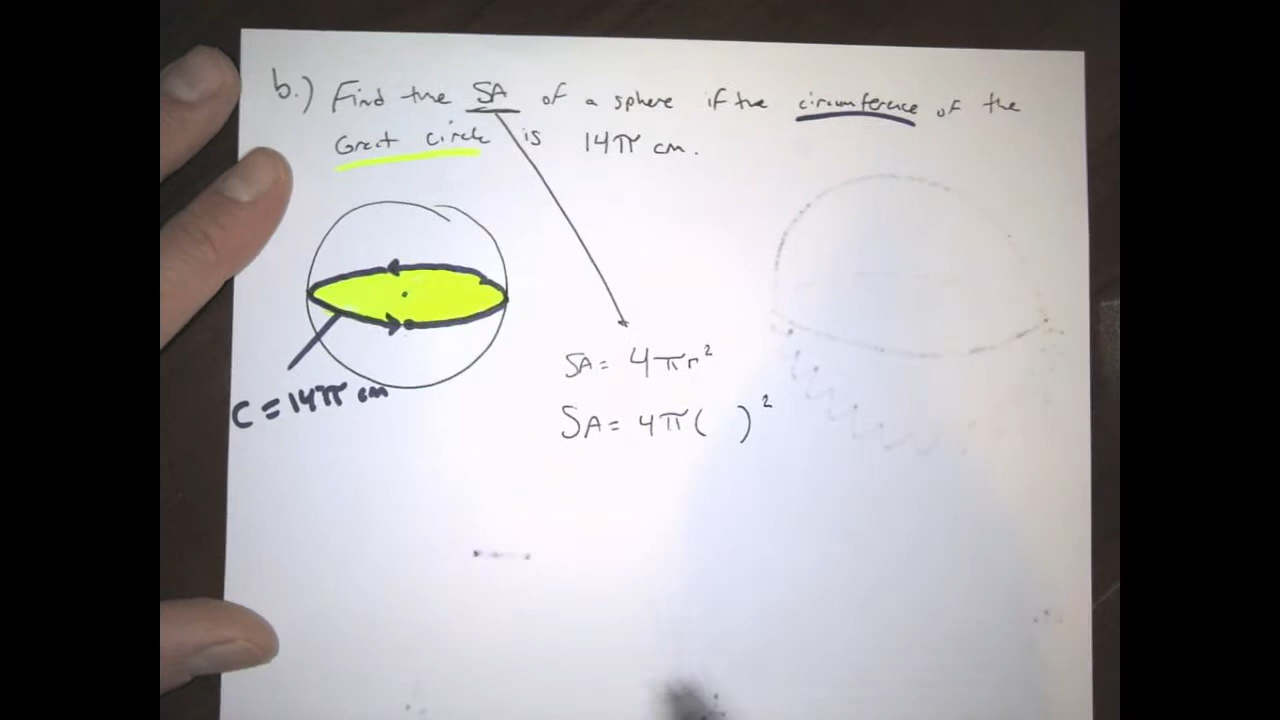 b.) Find the SA of a sphere if the circumference of the
Great circle is 14π cm.
C = 14π cm
SA = 4πr²
SA = 4π( )²